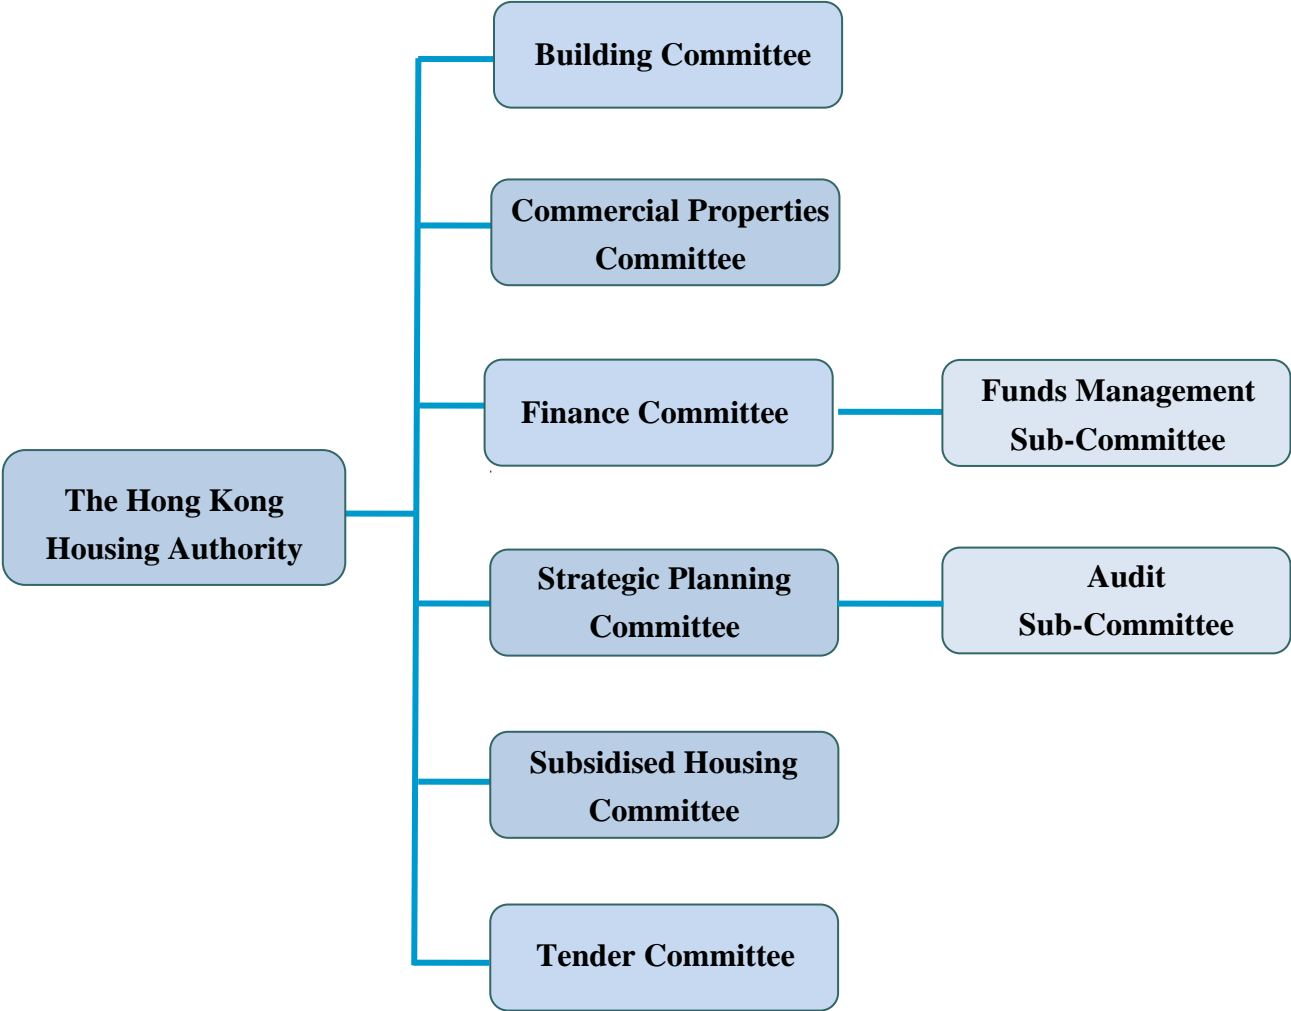 Building Committee
Commercial Properties
Committee
Finance Committee
Funds Management
Sub-Committee
The Hong Kong
Housing Authority
Strategic Planning
Committee
Audit
Sub-Committee
Subsidised Housing
Committee
Tender Committee